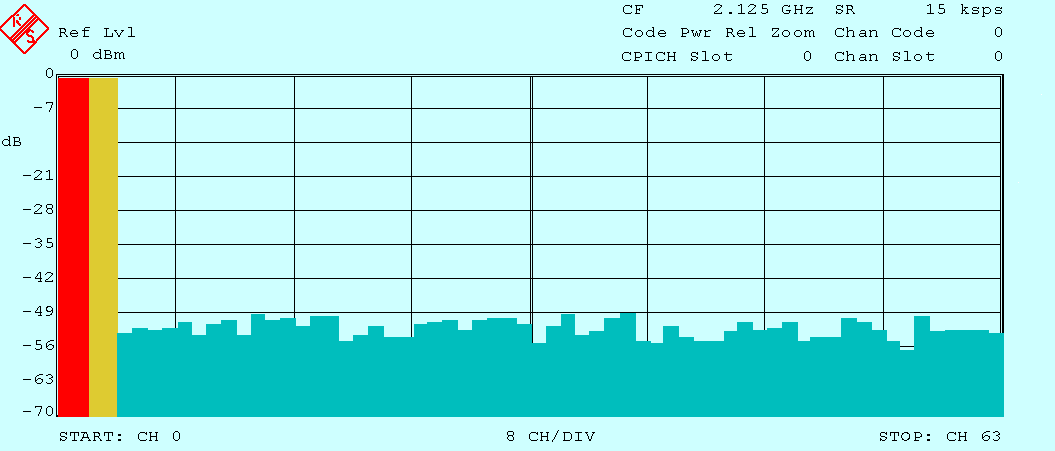 R S
CF 2.125 GHz SR 15 ksps
Ref Lvl Code Pwr Rel Zoom Chan Code 0
0 dBm CPICH Slot 0 Chan Slot 0
0
-7
dB
-21
-28
-35
-42
-49
-56
-63
-70
START: CH 0 8 CH/DIV STOP: CH 63